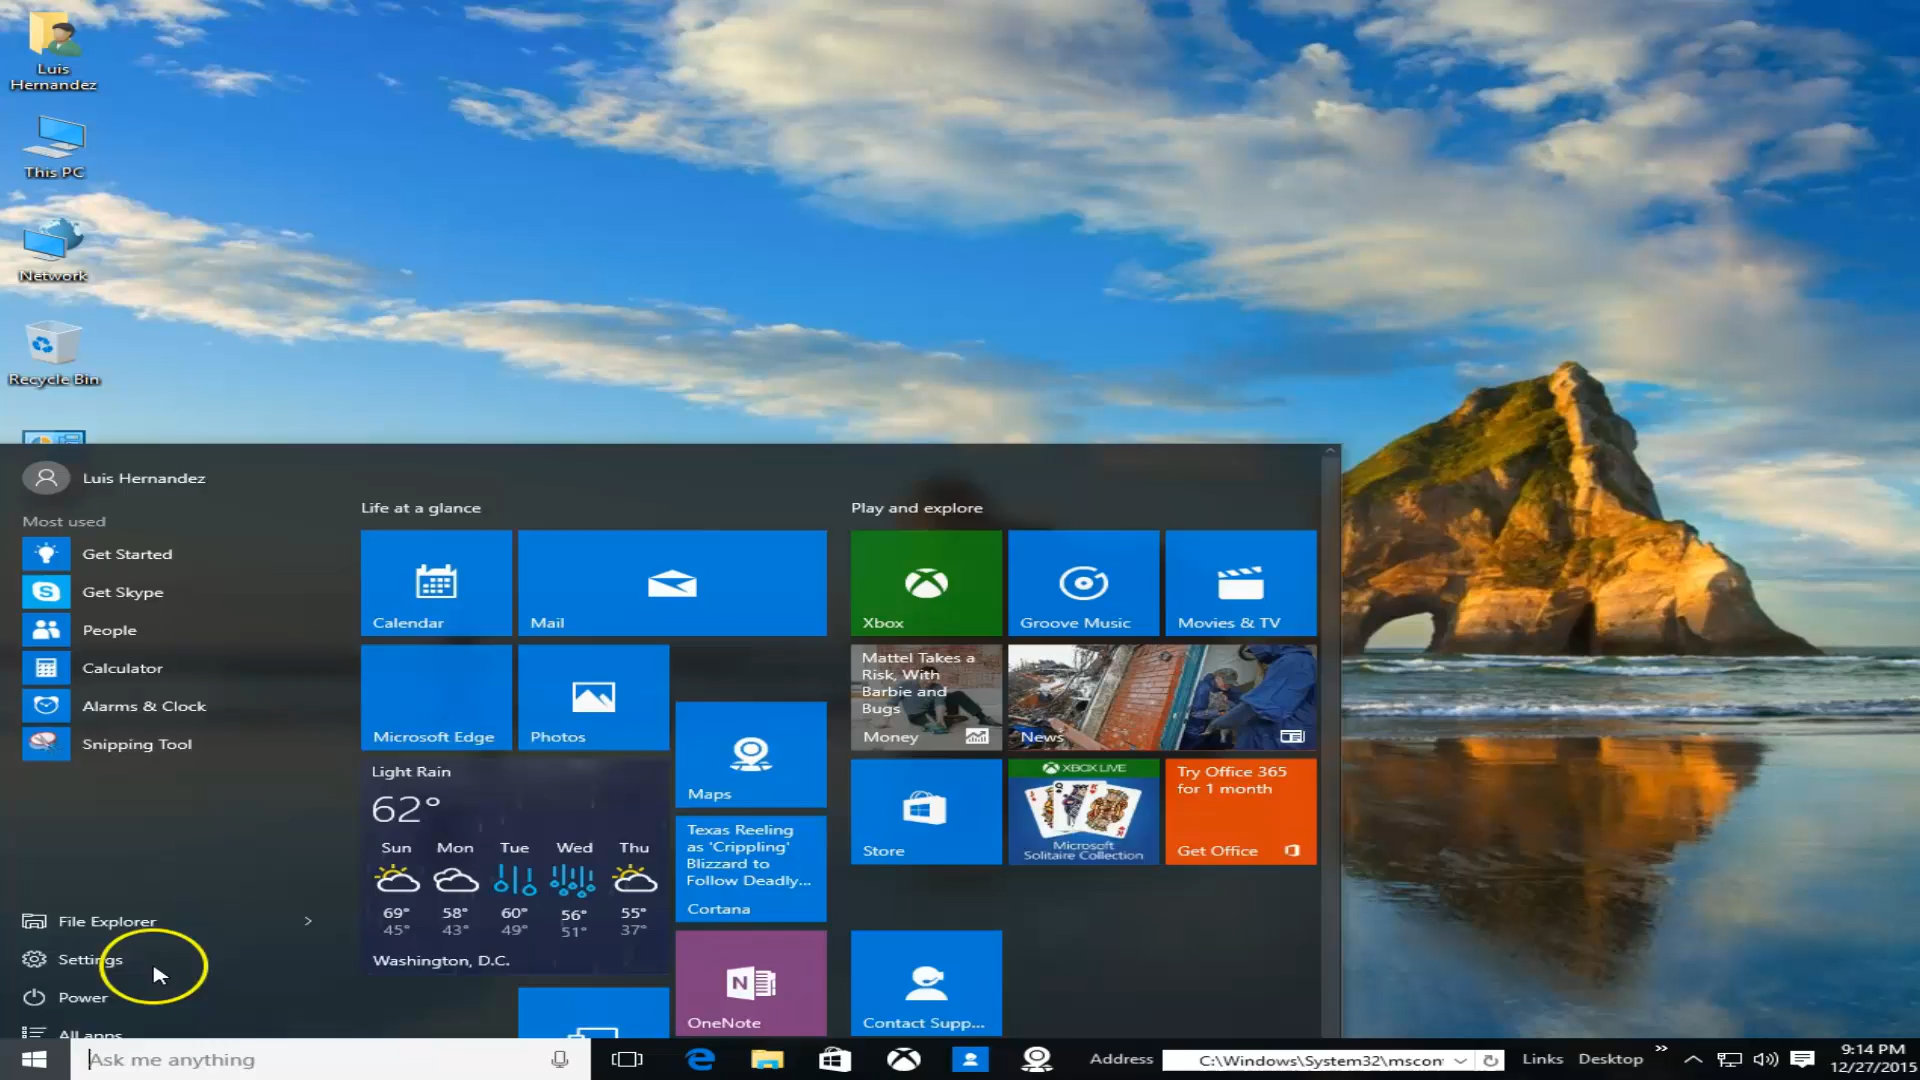 Luis
Hernandez
This PC
Network
Recycle Bin
Luis Hernandez
Most used
Get Started
Get Skype
People
Calculator
Alarms & Clock
Snipping Tool
File Explorer
Settings
Power
All apps
Life at a glance
Calendar
Mail
Microsoft Edge
Photos
Light Rain
62°
Sun Mon Tue Wed Thu
69° 58° 60° 56° 55°
45° 43° 49° 51° 37°
Washington, D.C.
Maps
Texas Reeling
as 'Crippling'
Blizzard to
Follow Deadly...
Cortana
OneNote
Play and explore
Xbox
Groove Music
Movies & TV
Mattel Takes a
Risk, With
Barbie and
Bugs
Money
News
Store
XBOX LIVE
Microsoft
Solitaire Collection
Try Office 365
for 1 month
Get Office
Contact Supp...
Ask me anything
Address
C:\Windows\System32\mscon
Links
Desktop
9:14 PM
12/27/2015